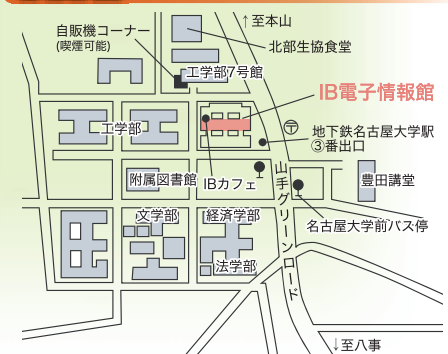 ↑至本山
自販機コーナー
(喫煙可能)
北部生協食堂
工学部7号館
IB電子情報館
工学部
〒
地下鉄名古屋大学駅
③番出口
附属図書館
IBカフェ
山手グリーンロード
豊田講堂
文学部
経済学部
名古屋大学前バス停
法学部
↓至八事